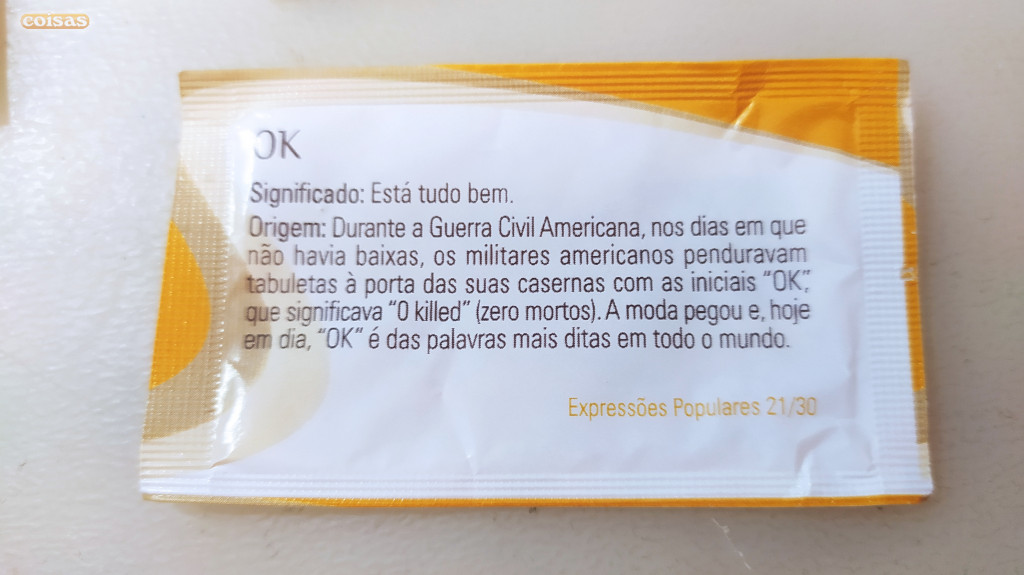 coisas
OK
Significado: Está tudo bem.
Origem: Durante a Guerra Civil Americana, nos dias em que
não havia baixas, os militares americanos penduravam
tabuletas à porta das suas casernas com as iniciais “OK”,
que significava “0 killed” (zero mortos). A moda pegou e, hoje
em dia, “OK” é das palavras mais ditas em todo o mundo.
Expressões Populares 21/30